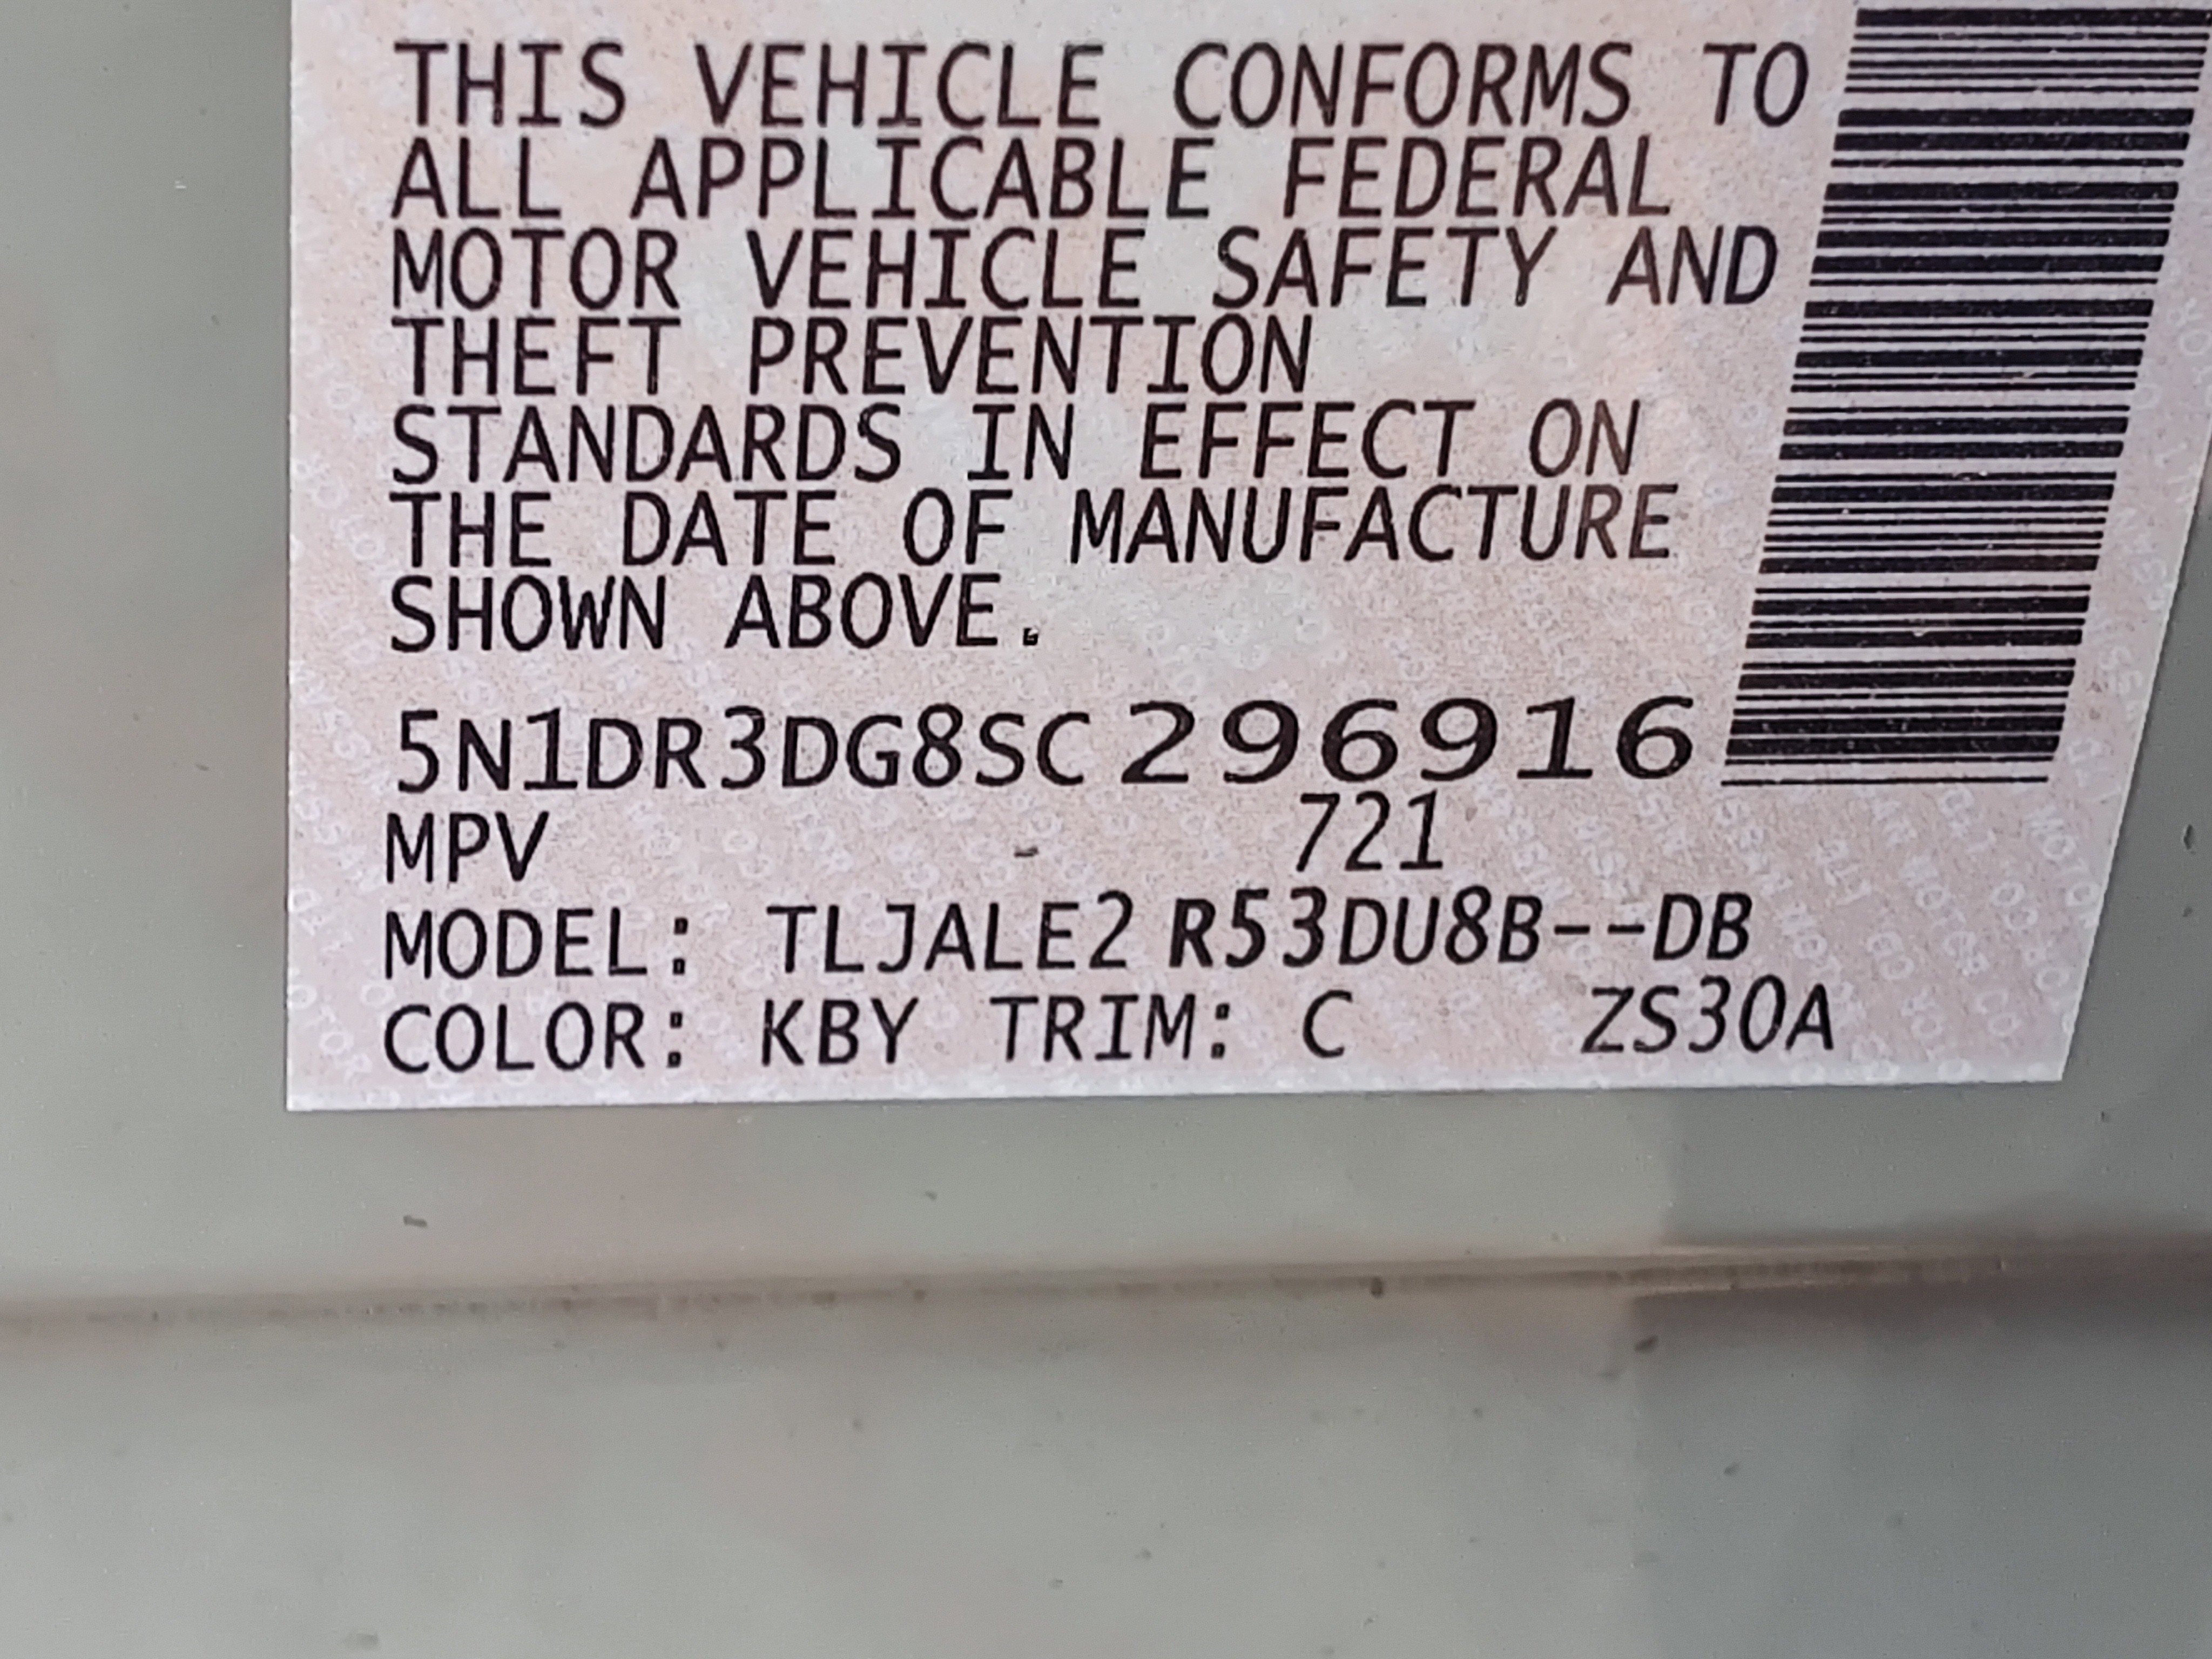 THIS VEHICLE CONFORMS TO
ALL APPLICABLE FEDERAL
MOTOR VEHICLE SAFETY AND
THEFT PREVENTION
STANDARDS IN EFFECT ON
THE DATE OF MANUFACTURE
SHOWN ABOVE.
5N1DR3DG8SC296916
MPV - 721
MODEL: TLJALE2 R53DU8B--DB
COLOR: KBY TRIM: C ZS30A